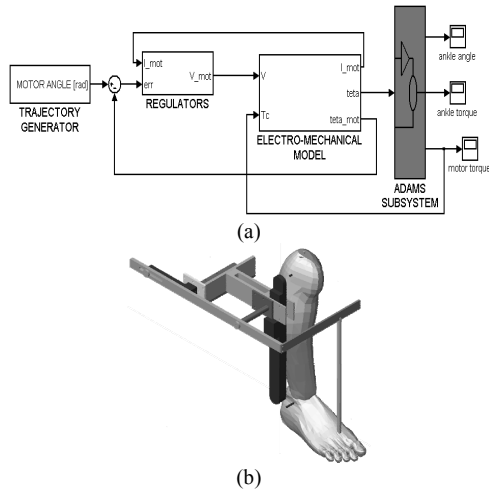 I_mot
err
V_mot
REGULATORS
MOTOR ANGLE [rad]
TRAJECTORY
GENERATOR
V
Tc
I_mot
teta
teta_mot
ELECTRO-MECHANICAL
MODEL
ADAMS
SUBSYSTEM
ankle angle
ankle torque
motor torque
(a)
(b)